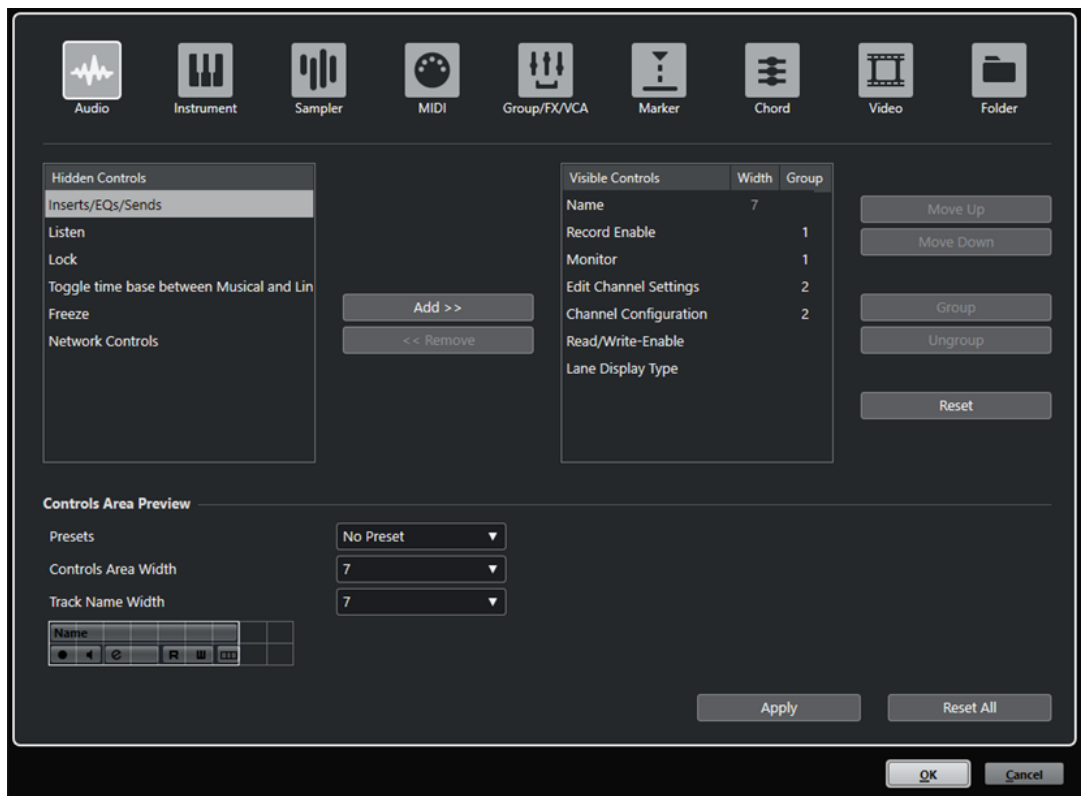 Audio Instrument Sampler MIDI Group/FX/VCA Marker Chord Video Folder
Hidden Controls
Inserts/EQs/Sends
Listen
Lock
Toggle time base between Musical and Lin
Freeze
Network Controls
Add >>
<< Remove
Visible Controls Width Group
Name 7
Record Enable 1
Monitor 1
Edit Channel Settings 2
Channel Configuration 2
Read/Write-Enable
Lane Display Type
Move Up
Move Down
Group
Ungroup
Reset
Controls Area Preview
Presets No Preset
Controls Area Width 7
Track Name Width 7
Name
e R W
Apply Reset All
OK Cancel